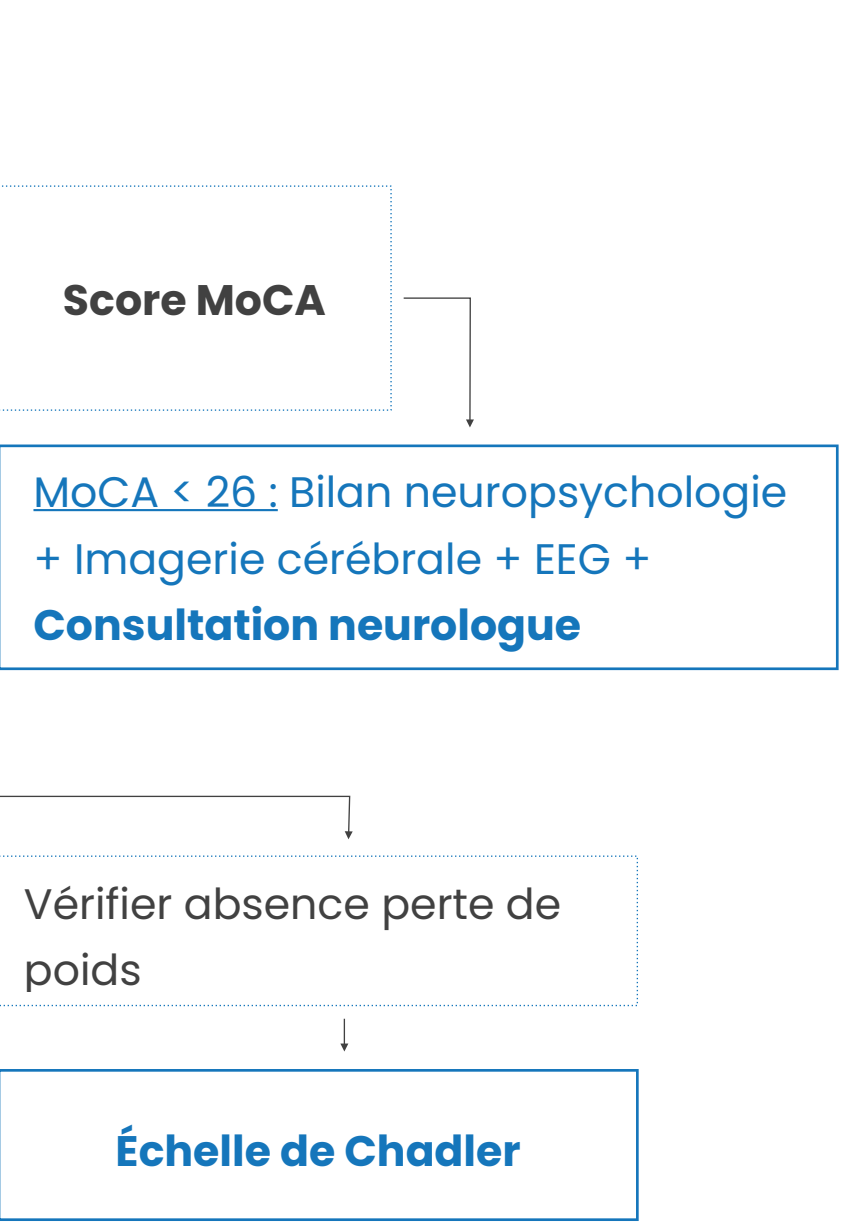 Score MoCA
MoCA < 26 : Bilan neuropsychologie
+ Imagerie cérébrale + EEG +
Consultation neurologue
Vérifier absence perte de
poids
Échelle de Chadler